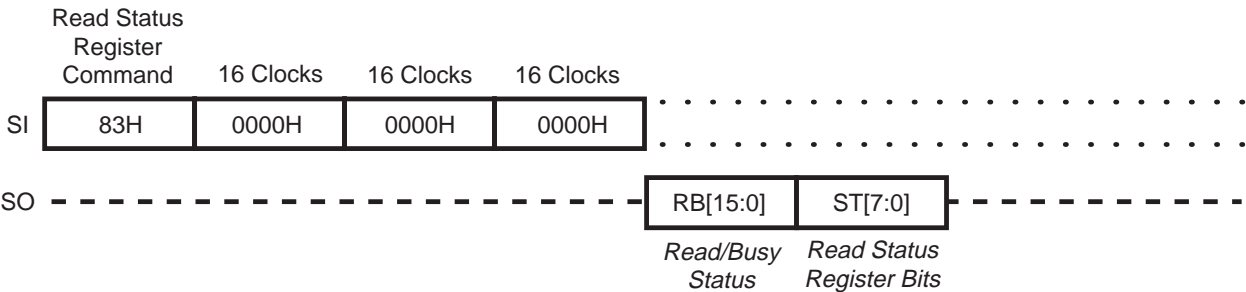 Read Status
Register
Command 16 Clocks 16 Clocks 16 Clocks
SI 83H 0000H 0000H 0000H
SO RB[15:0] ST[7:0]
Read/Busy Read Status
Status Register Bits